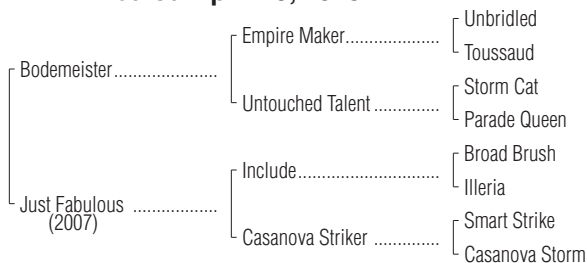 Unbridled
Empire Maker....................
Toussaud
Bodemeister......................
Storm Cat
Untouched Talent ..............
Parade Queen
Broad Brush
Include..............................
Illeria
Just Fabulous ..................
(2007)
Smart Strike
Casanova Striker ..............
Casanova Storm